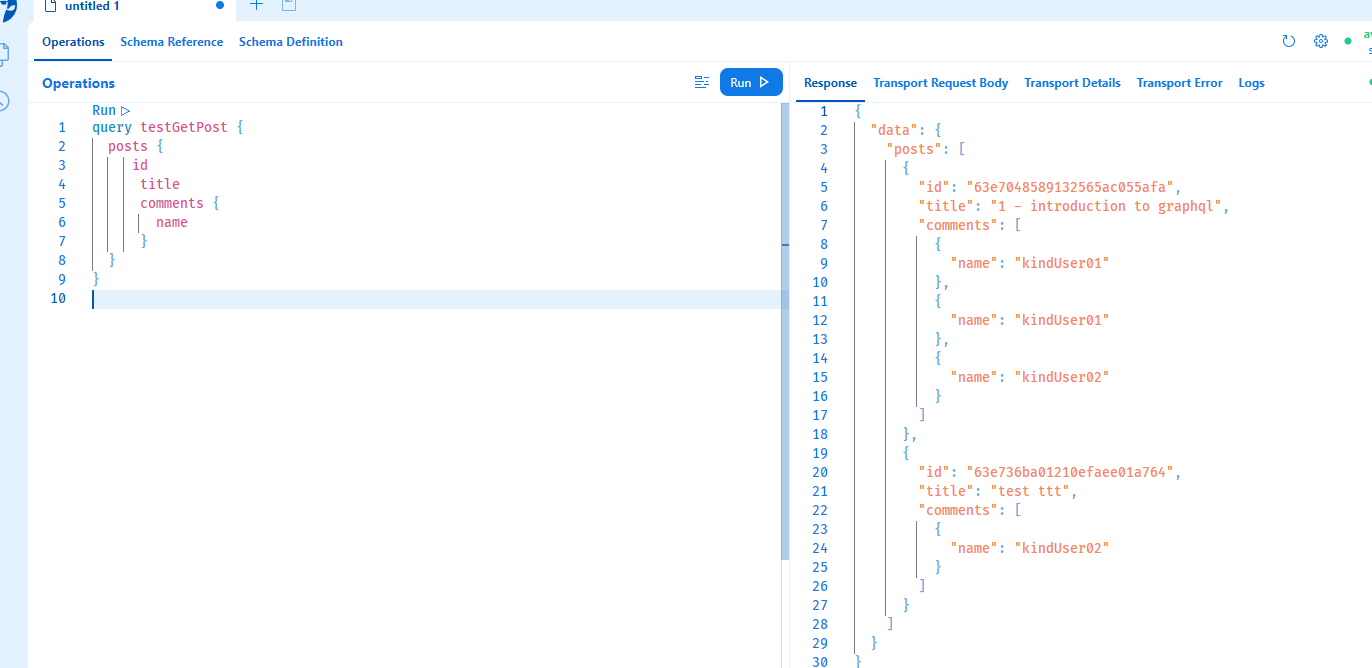 untitled 1
Operations Schema Reference Schema Definition
Operations
Run
Run
1 query testGetPost {
2 posts {
3 id
4 title
5 comments {
6 name
7 }
8 }
9 }
10
Response Transport Request Body Transport Details Transport Error Logs
1 {
2 "data": {
3 "posts": [
4 {
5 "id": "63e7048589132565ac055afa",
6 "title": "1 - introduction to graphql",
7 "comments": [
8 {
9 "name": "kindUser01"
10 },
11 {
12 "name": "kindUser01"
13 },
14 {
15 "name": "kindUser02"
16 }
17 ]
18 },
19 {
20 "id": "63e736ba01210efaee01a764",
21 "title": "test ttt",
22 "comments": [
23 {
24 "name": "kindUser02"
25 }
26 ]
27 }
28 ]
29 }
30 }